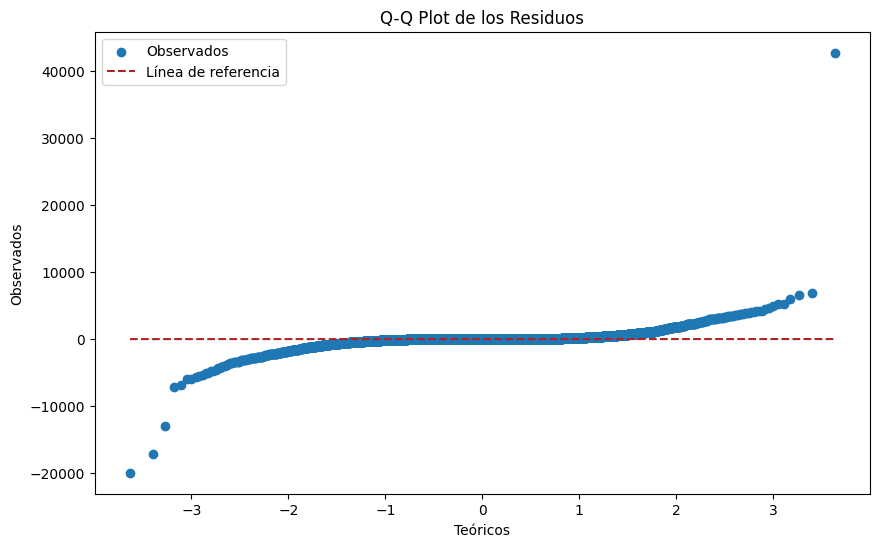 Q-Q Plot de los Residuos
Observados
Línea de referencia
Observados
40000
30000
20000
10000
0
−10000
−20000
−3
−2
−1
0
1
2
3
Teóricos